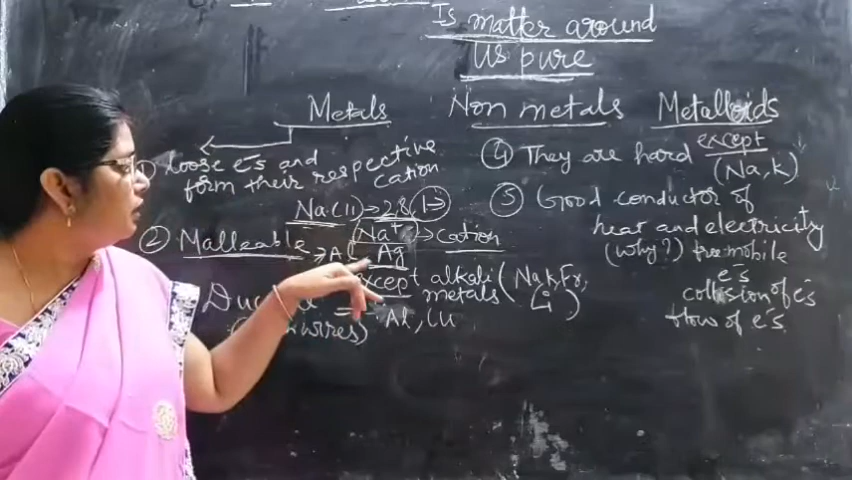 Is matter around
us pure
Metals
Non metals
Metalloids
① loose e⁻s and
form their respective
cation
Na(11) → 2,8,1→
Na⁺ → cation
② Malleable → Ag
except alkali
metals (Na, K, Fr,
Li)
wires)
Al, Cu
④ They are hard except
(Na, K)
⑤ Good conductor of
heat and electricity
(why?) free mobile
e⁻s
collision of e⁻s
flow of e⁻s